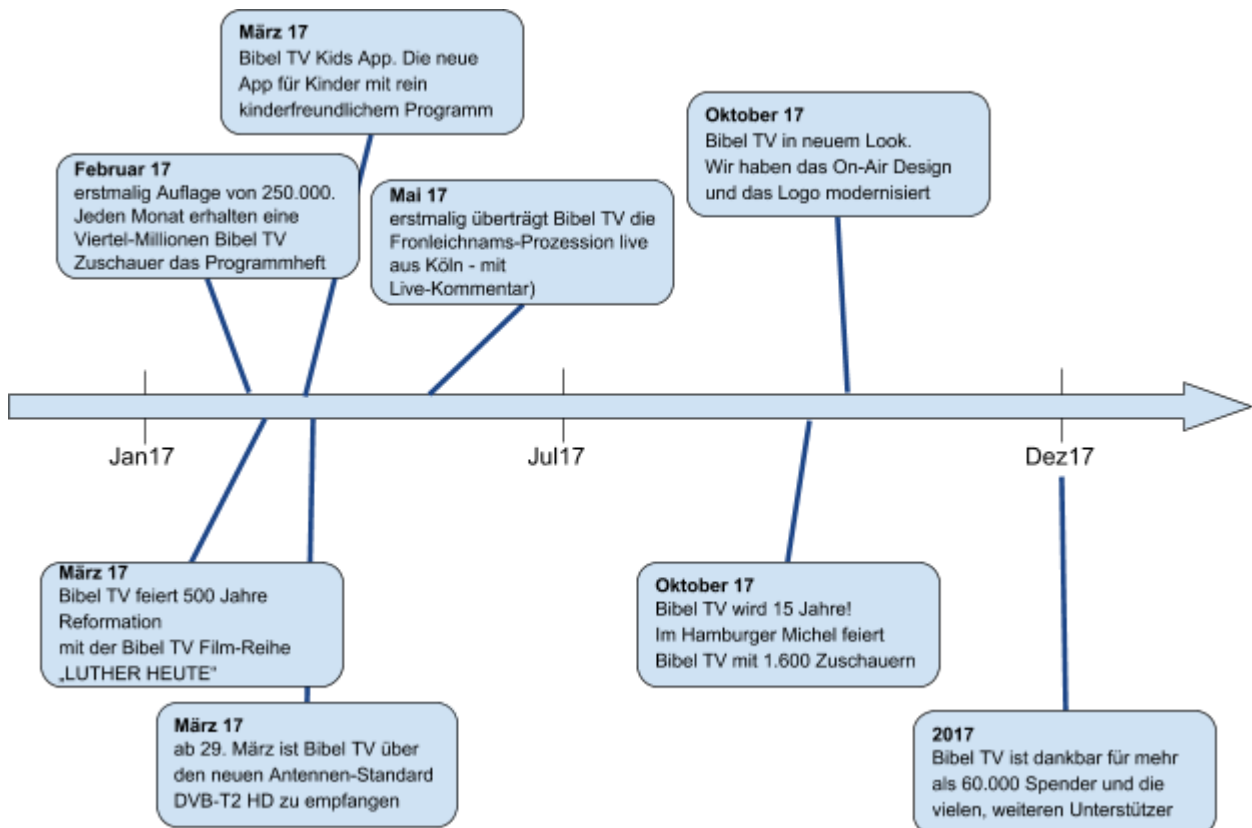 März 17
Bibel TV Kids App. Die neue
App für Kinder mit rein
kinderfreundlichem Programm
Februar 17
erstmalig Auflage von 250.000.
Jeden Monat erhalten eine
Viertel-Millionen Bibel TV
Zuschauer das Programmheft
Mai 17
erstmalig überträgt Bibel TV die
Fronleichnams-Prozession live
aus Köln - mit
Live-Kommentar)
Oktober 17
Bibel TV in neuem Look.
Wir haben das On-Air Design
und das Logo modernisiert
Jan17
Jul17
Dez17
März 17
Bibel TV feiert 500 Jahre
Reformation
mit der Bibel TV Film-Reihe
„LUTHER HEUTE“
März 17
ab 29. März ist Bibel TV über
den neuen Antennen-Standard
DVB-T2 HD zu empfangen
Oktober 17
Bibel TV wird 15 Jahre!
Im Hamburger Michel feiert
Bibel TV mit 1.600 Zuschauern
2017
Bibel TV ist dankbar für mehr
als 60.000 Spender und die
vielen, weiteren Unterstützer